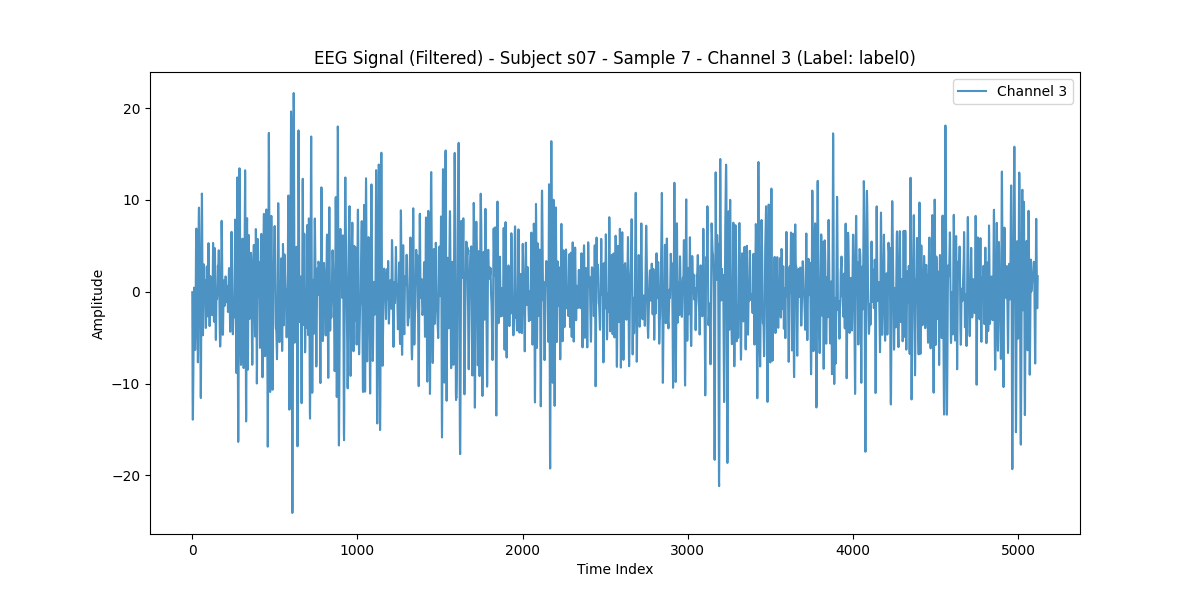 EEG Signal (Filtered) - Subject s07 - Sample 7 - Channel 3 (Label: label0)
Channel 3
Amplitude
20
10
0
−10
−20
0 1000 2000 3000 4000 5000
Time Index